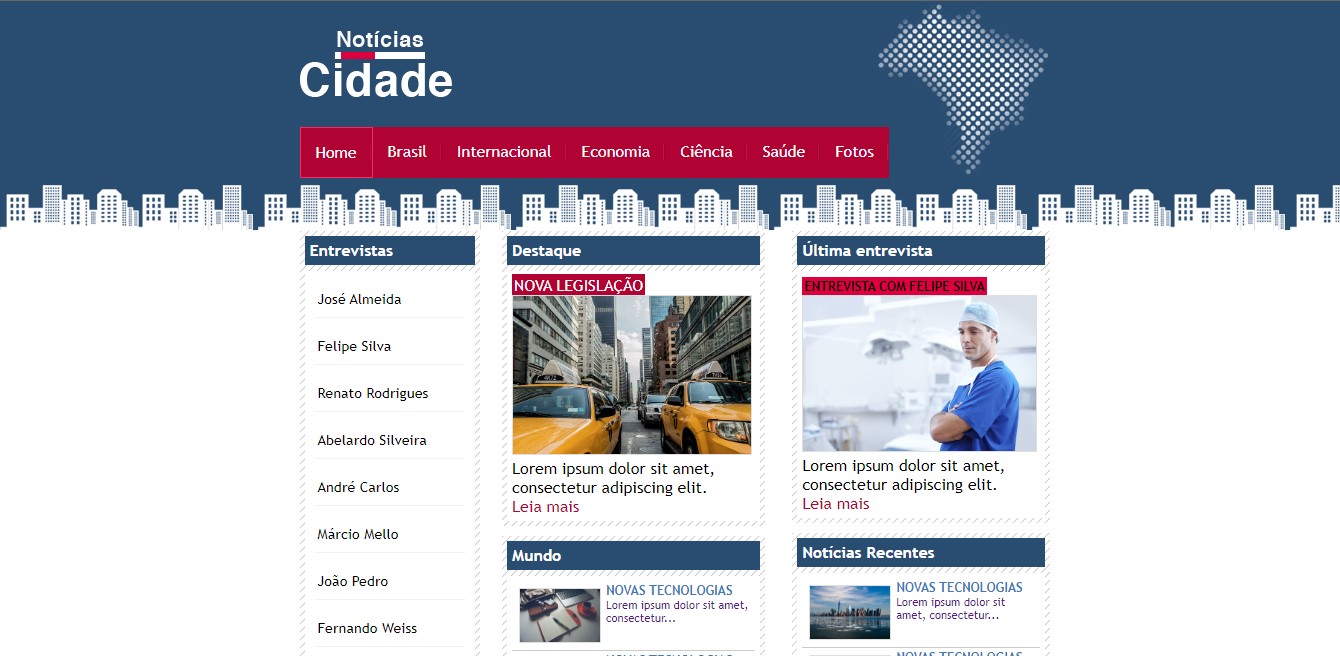 Notícias
Cidade
Home Brasil Internacional Economia Ciência Saúde Fotos
Entrevistas
José Almeida
Felipe Silva
Renato Rodrigues
Abelardo Silveira
André Carlos
Márcio Mello
João Pedro
Fernando Weiss
Destaque
NOVA LEGISLAÇÃO
Lorem ipsum dolor sit amet,
consectetur adipiscing elit.
Leia mais
Mundo
NOVAS TECNOLOGIAS
Lorem ipsum dolor sit amet,
consectetur...
Última entrevista
ENTREVISTA COM FELIPE SILVA
Lorem ipsum dolor sit amet,
consectetur adipiscing elit.
Leia mais
Notícias Recentes
NOVAS TECNOLOGIAS
Lorem ipsum dolor sit
amet, consectetur...